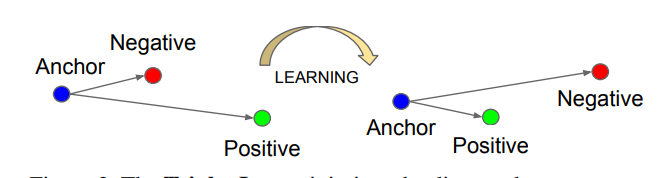 Negative
Anchor
Positive
LEARNING
Anchor
Positive
Negative